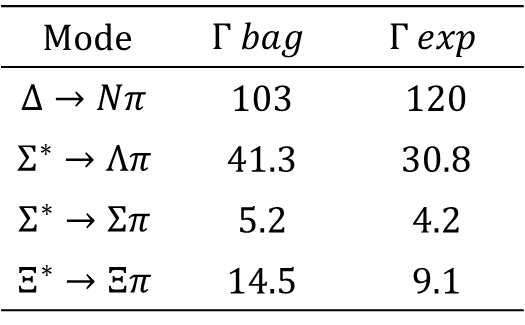 Mode Γ bag Γ exp
Δ → Nπ 103 120
Σ* → Λπ 41.3 30.8
Σ* → Σπ 5.2 4.2
Ξ* → Ξπ 14.5 9.1